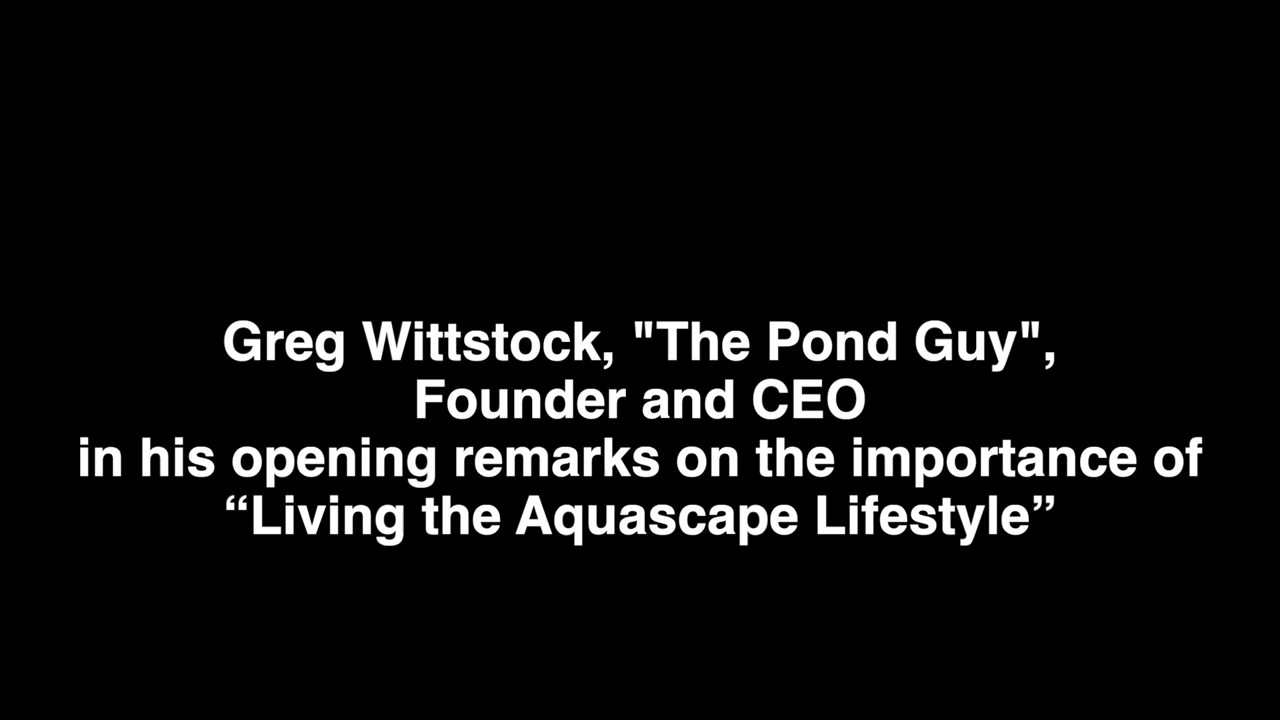 Greg Wittstock, "The Pond Guy",
Founder and CEO
in his opening remarks on the importance of
“Living the Aquascape Lifestyle”